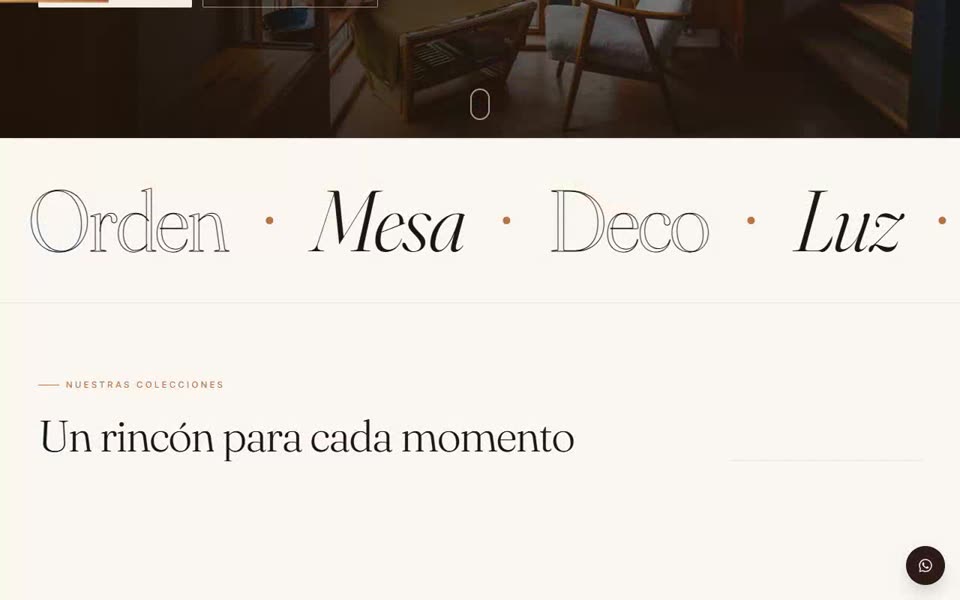 Orden • Mesa • Deco • Luz •
NUESTRAS COLECCIONES
Un rincón para cada momento